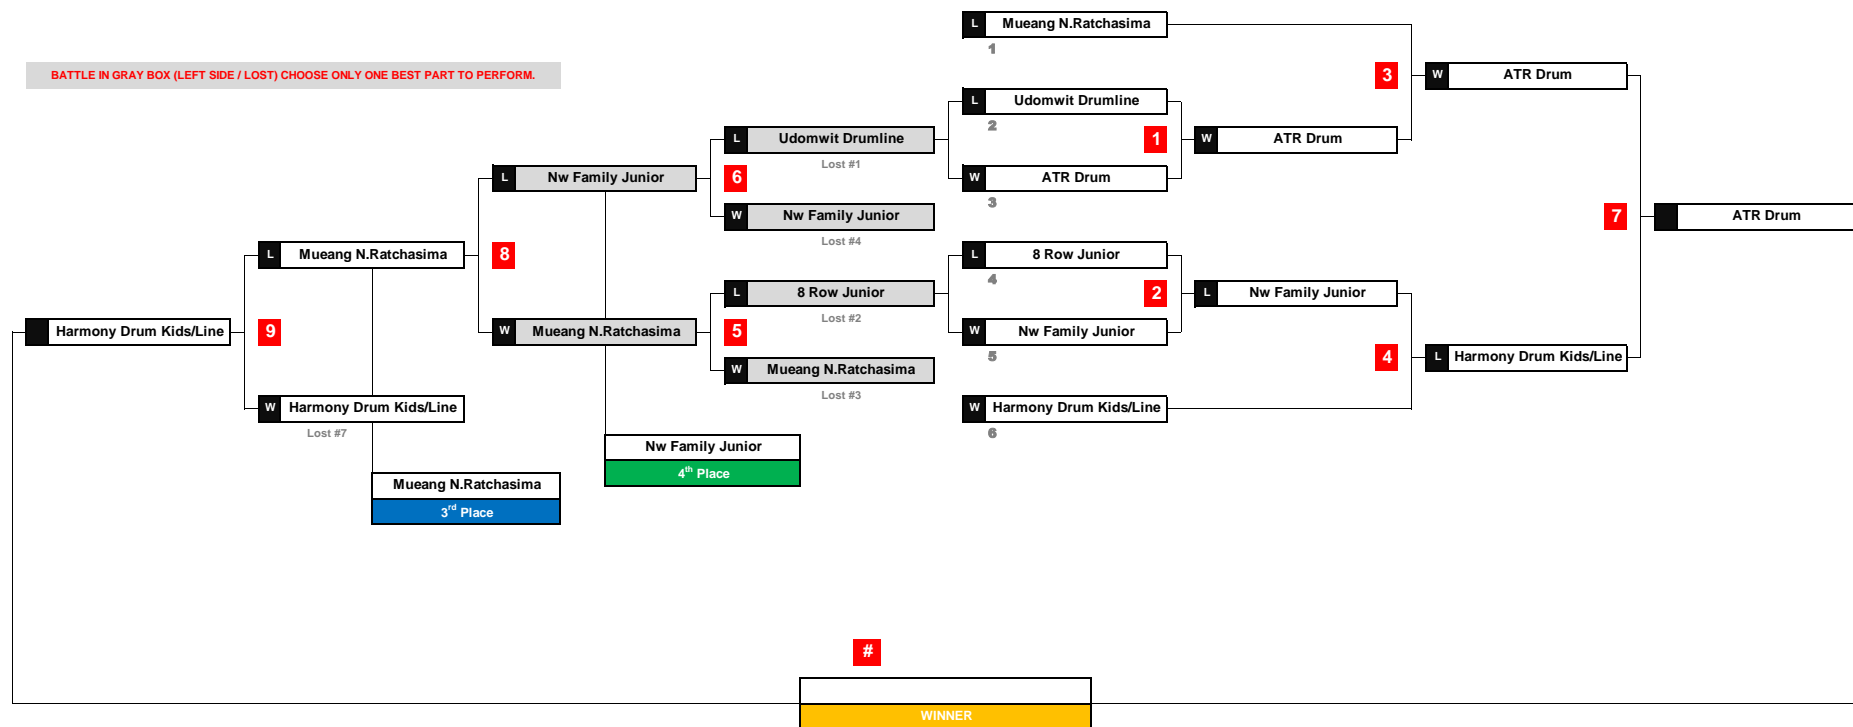 L Mueang N.Ratchasima
1
BATTLE IN GRAY BOX (LEFT SIDE / LOST) CHOOSE ONLY ONE BEST PART TO PERFORM.
3
W ATR Drum
L Udomwit Drumline
2
L Udomwit Drumline
Lost #1
1
W ATR Drum
L Nw Family Junior
6
W ATR Drum
3
W Nw Family Junior
Lost #4
7
ATR Drum
L Mueang N.Ratchasima
8
L 8 Row Junior
4
L 8 Row Junior
Lost #2
2
L Nw Family Junior
Harmony Drum Kids/Line
9
W Mueang N.Ratchasima
5
W Nw Family Junior
5
W Mueang N.Ratchasima
Lost #3
4
L Harmony Drum Kids/Line
W Harmony Drum Kids/Line
Lost #7
W Harmony Drum Kids/Line
6
Nw Family Junior
4th Place
Mueang N.Ratchasima
3rd Place
#
WINNER